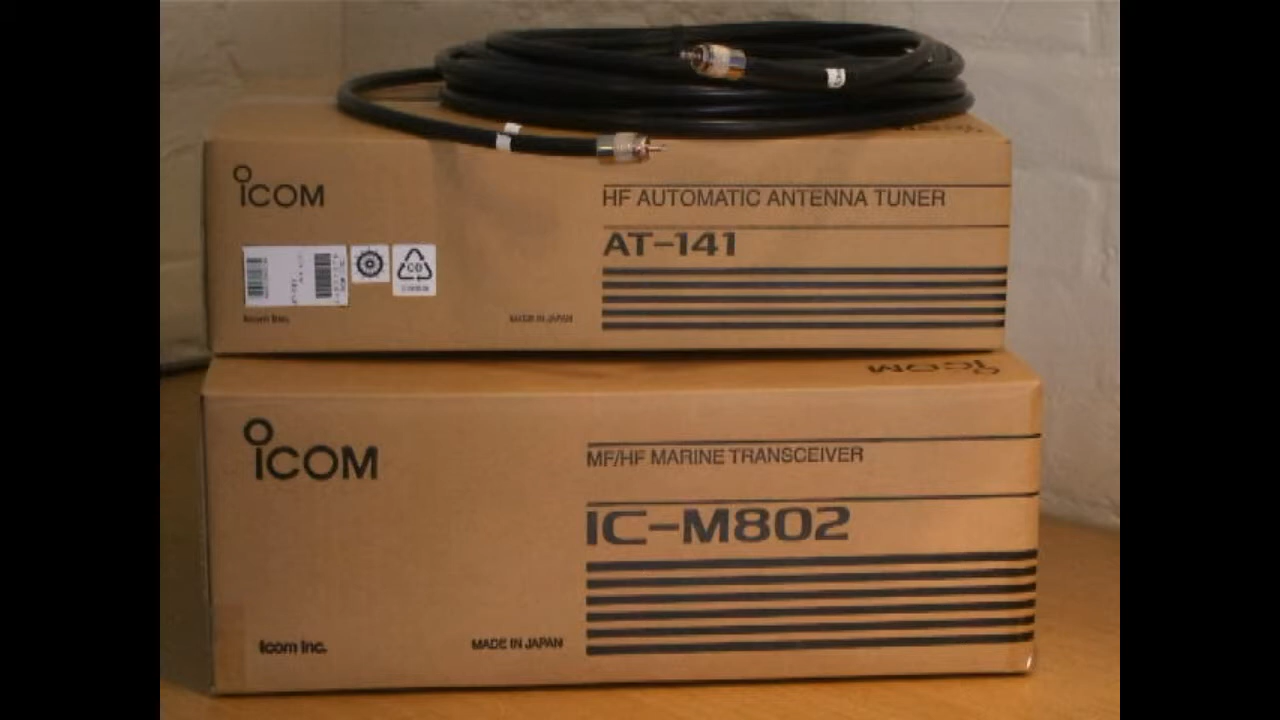 ICOM
HF AUTOMATIC ANTENNA TUNER
AT-141
Icom Inc.
MADE IN JAPAN
ICOM
ICOM
MF/HF MARINE TRANSCEIVER
IC-M802
Icom Inc.
MADE IN JAPAN